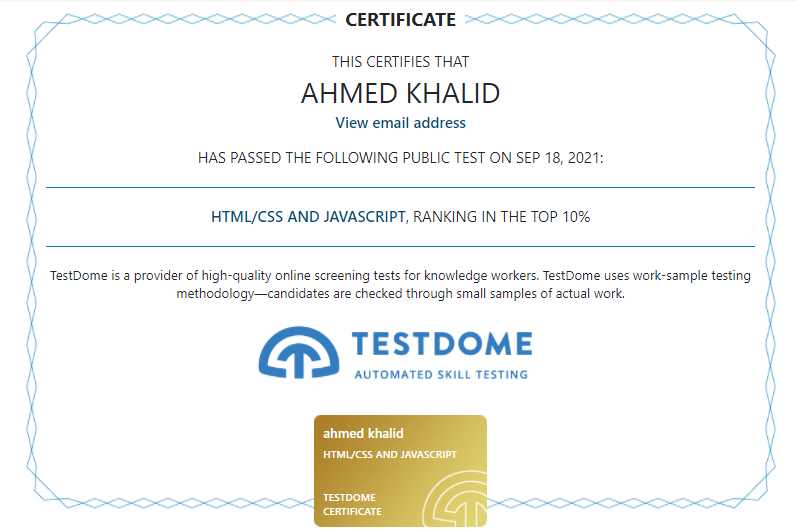 CERTIFICATE
THIS CERTIFIES THAT
AHMED KHALID
View email address
HAS PASSED THE FOLLOWING PUBLIC TEST ON SEP 18, 2021:
HTML/CSS AND JAVASCRIPT, RANKING IN THE TOP 10%
TestDome is a provider of high-quality online screening tests for knowledge workers. TestDome uses work-sample testing
methodology—candidates are checked through small samples of actual work.
TESTDOME
AUTOMATED SKILL TESTING
ahmed khalid
HTML/CSS AND JAVASCRIPT
TESTDOME
CERTIFICATE